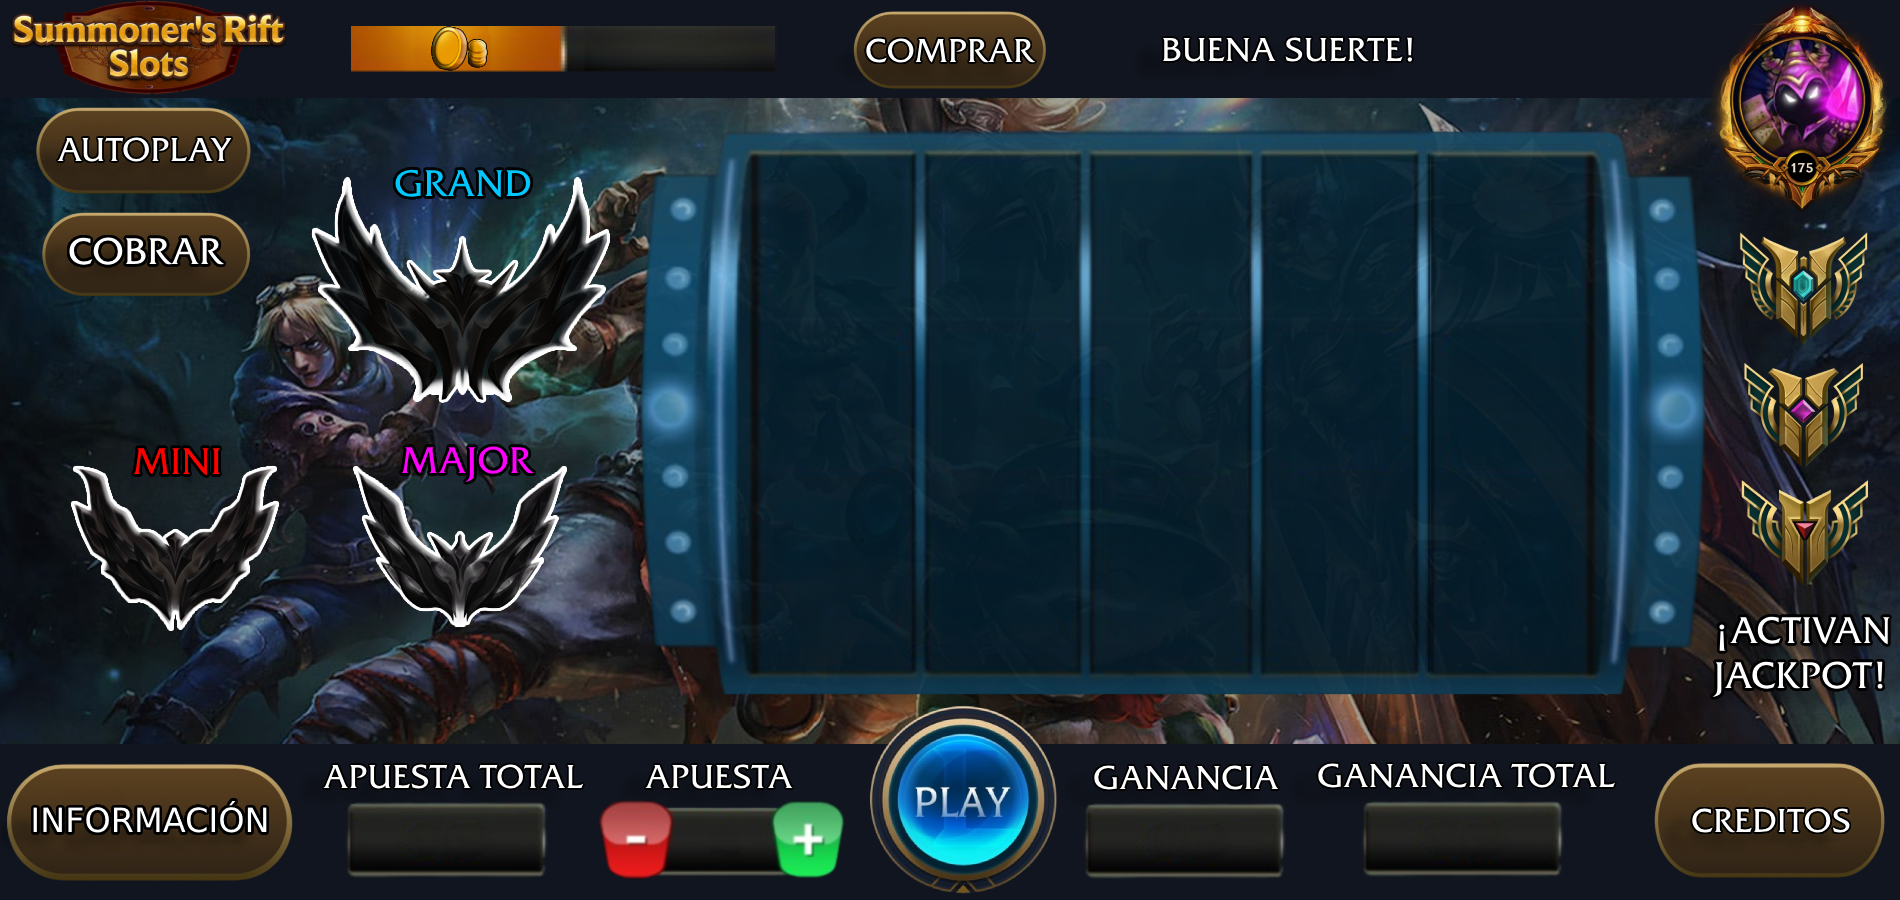 Summoner's Rift
Slots
COMPRAR
BUENA SUERTE!
AUTOPLAY
175
GRAND
COBRAR
MINI
MAJOR
¡ACTIVAN
JACKPOT!
APUESTA TOTAL
APUESTA
GANANCIA
GANANCIA TOTAL
INFORMACIÓN
-
+
PLAY
CREDITOS